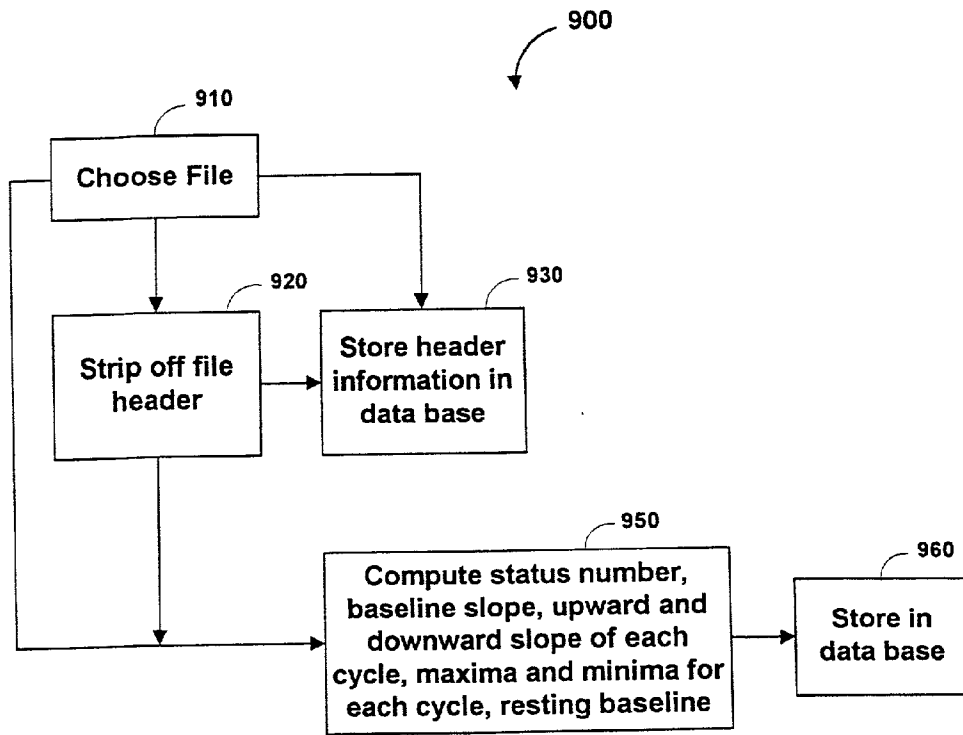 900
910
Choose File
920
Strip off file
header
930
Store header
information in
data base
950
Compute status number,
baseline slope, upward and
downward slope of each
cycle, maxima and minima for
each cycle, resting baseline
960
Store in
data base